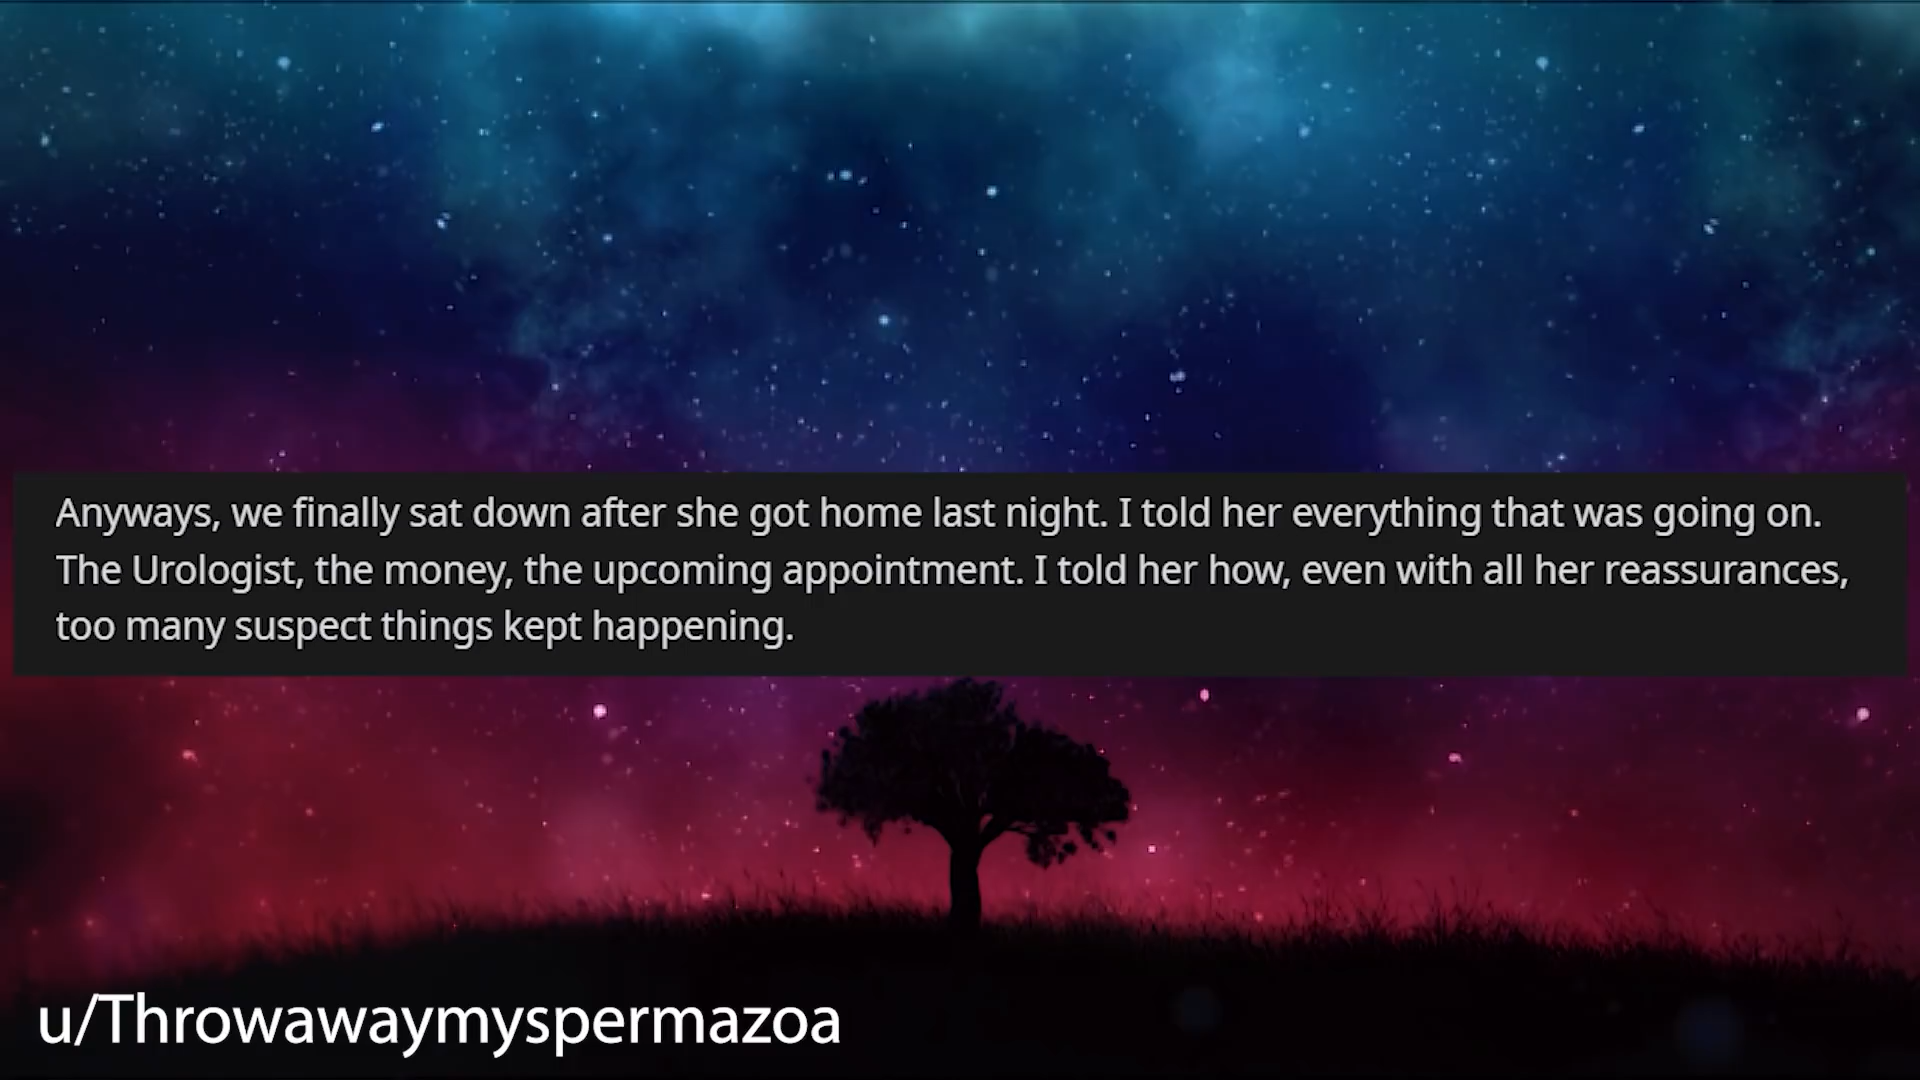 Anyways, we finally sat down after she got home last night. I told her everything that was going on.
The Urologist, the money, the upcoming appointment. I told her how, even with all her reassurances,
too many suspect things kept happening.
u/Throwawaymyspermazoa